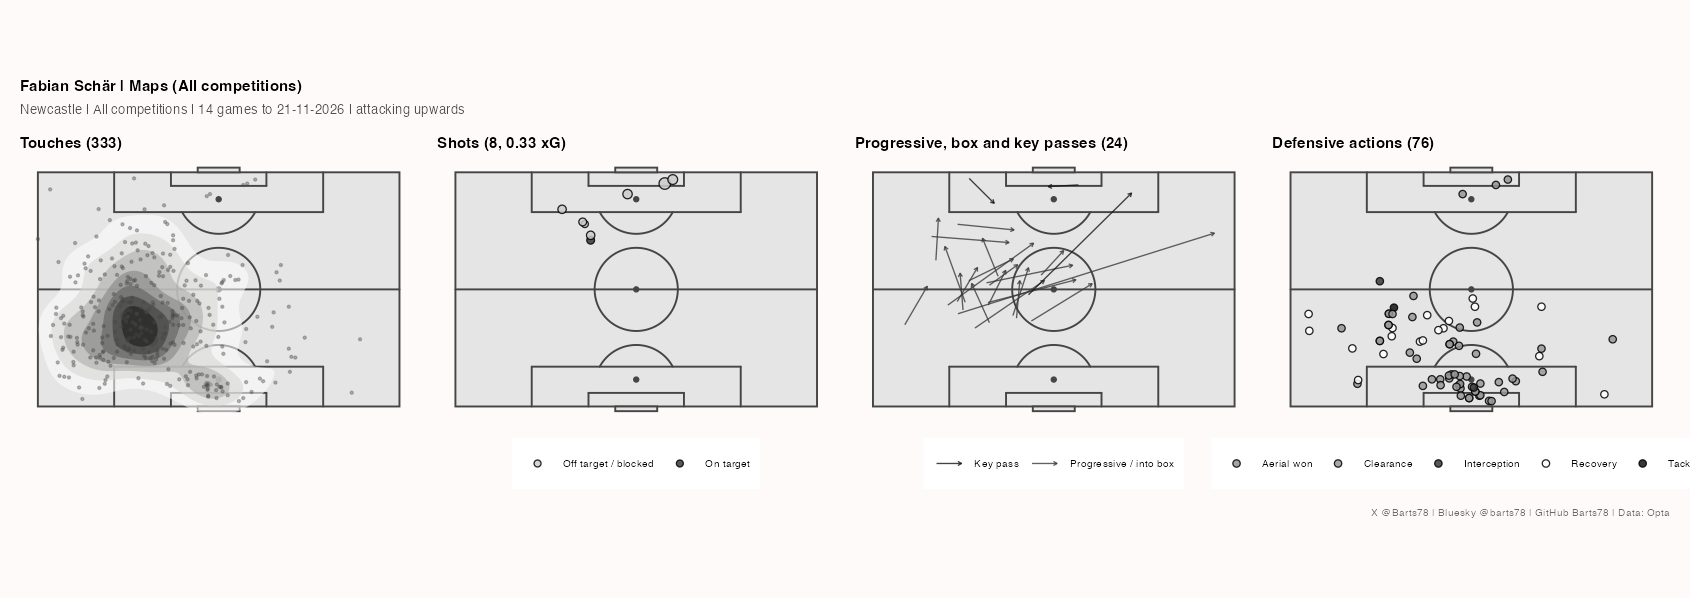 Fabian Schär | Maps (All competitions)
Newcastle | All competitions | 14 games to 21-11-2026 | attacking upwards
Touches (333)
Shots (8, 0.33 xG)
Progressive, box and key passes (24)
Defensive actions (76)
Off target / blocked
On target
Key pass
Progressive / into box
Aerial won
Clearance
Interception
Recovery
Tack
X @Barts78 | Bluesky @barts78 | GitHub Barts78 | Data: Opta